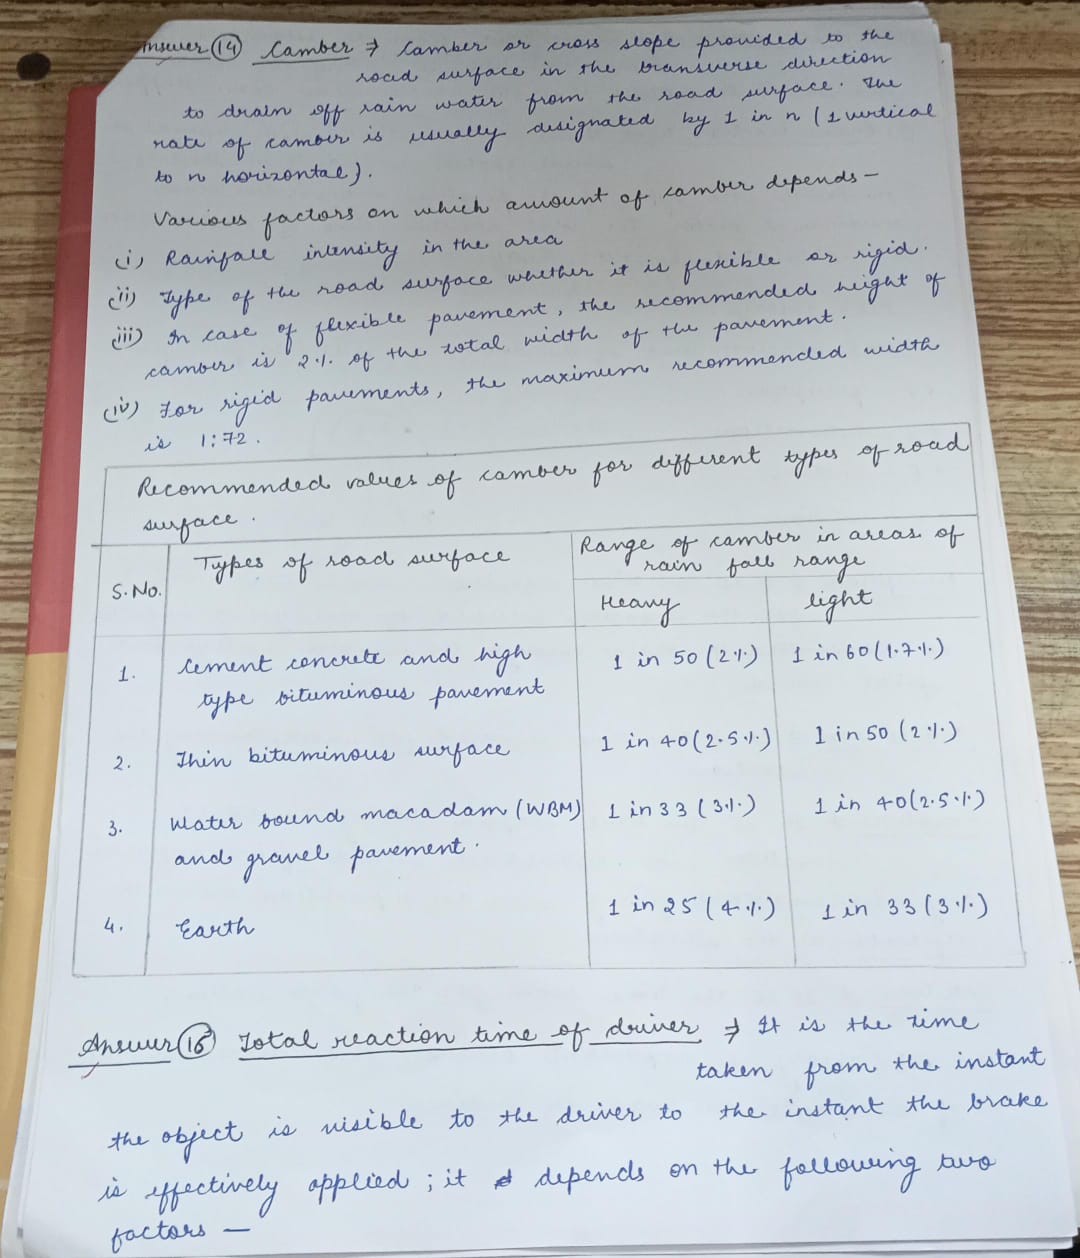 Answer (14) Camber ⇒ Camber or cross slope provided to the
road surface in the transverse direction
to drain off rain water from the road surface. The
rate of camber is usually designated by 1 in n (1 vertical
to n horizontal).
Various factors on which amount of camber depends –
(i) Rainfall intensity in the area
(ii) Type of the road surface whether it is flexible or rigid.
(iii) In case of flexible pavement, the recommended height of
camber is 2% of the total width of the pavement.
(iv) For rigid pavements, the maximum recommended width
is 1:72.
Recommended values of camber for different types of road
surface.
S.No. Types of road surface Range of camber in areas of
rain fall range
Heavy light
1. Cement concrete and high 1 in 50 (2%) 1 in 60 (1.7%)
type bituminous pavement
2. Thin bituminous surface 1 in 40 (2.5%) 1 in 50 (2%)
3. Water bound macadam (WBM) 1 in 33 (3%) 1 in 40 (2.5%)
and gravel pavement.
4. Earth 1 in 25 (4%) 1 in 33 (3%)
Answer Total reaction time of driver ⇒ It is the time
taken from the instant
the object is visible to the driver to the instant the brake
is effectively applied ; it depends on the following two
factors —